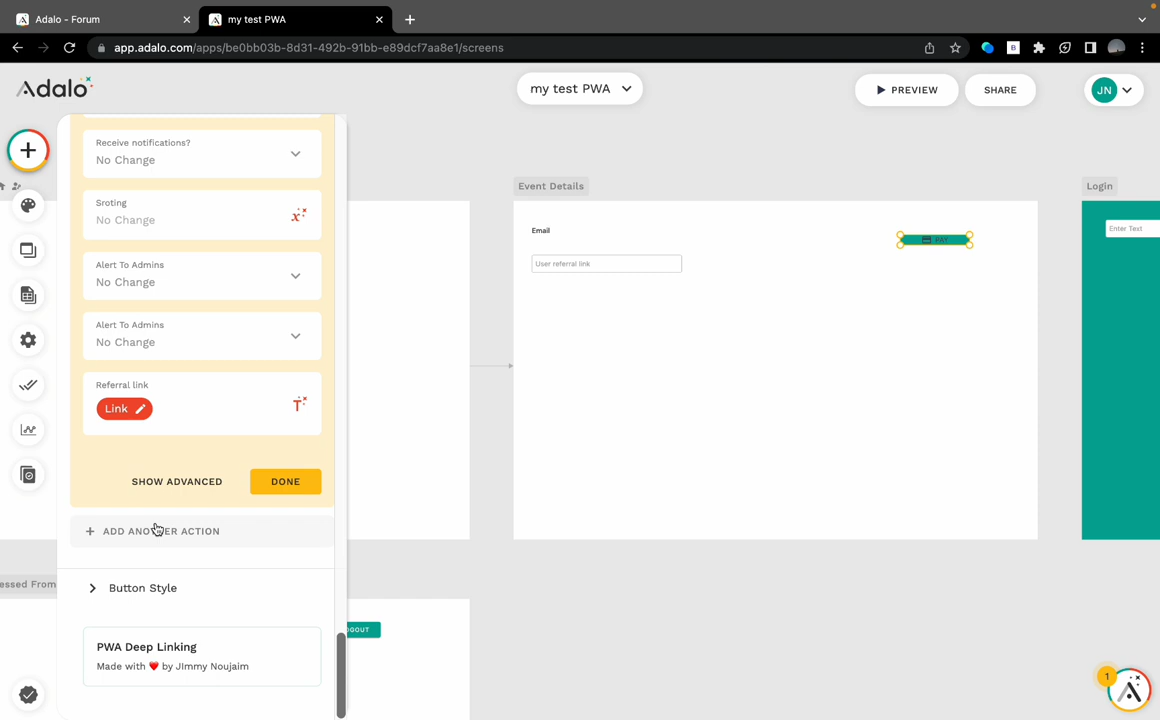 Adalo - Forum
my test PWA
app.adalo.com/apps/be0bb03b-8d31-492b-91bb-e89dcf7aa8e1/screens
Adalo
my test PWA
PREVIEW
SHARE
JN
Receive notifications?
No Change
Sroting
No Change
Alert To Admins
No Change
Alert To Admins
No Change
Referral link
Link
SHOW ADVANCED
DONE
ADD ANOTHER ACTION
Button Style
PWA Deep Linking
Made with ❤️ by JImmy Noujaim
Event Details
Email
PAY
User referral link
Login
Enter Text
essed From
OGOUT
1